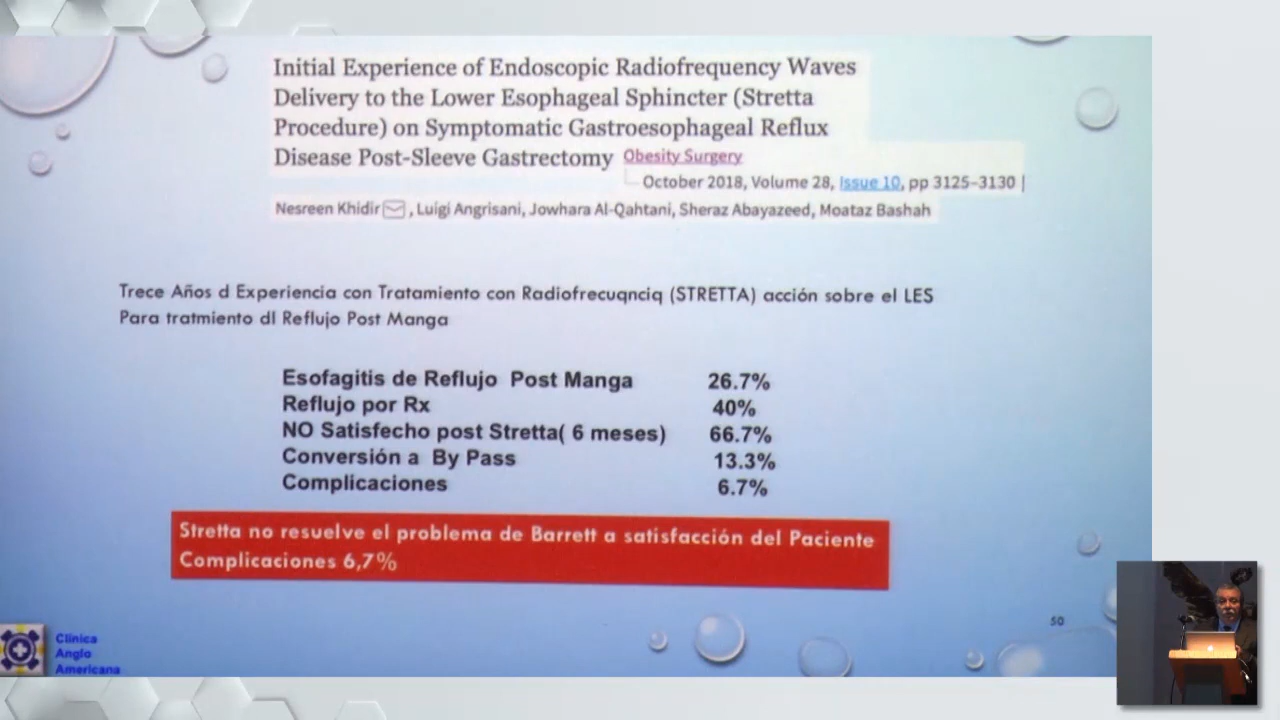 Initial Experience of Endoscopic Radiofrequency Waves
Delivery to the Lower Esophageal Sphincter (Stretta
Procedure) on Symptomatic Gastroesophageal Reflux
Disease Post-Sleeve Gastrectomy Obesity Surgery
October 2018, Volume 28, Issue 10, pp 3125–3130 |
Nesreen Khidir, Luigi Angrisani, Jowhara Al-Qahtani, Sheraz Abayazeed, Moataz Bashah
Trece Años d Experiencia con Tratamiento con Radiofrecuqnciq (STRETTA) acción sobre el LES
Para tratmiento dl Reflujo Post Manga
Esofagitis de Reflujo Post Manga 26.7%
Reflujo por Rx 40%
NO Satisfecho post Stretta( 6 meses) 66.7%
Conversión a By Pass 13.3%
Complicaciones 6.7%
Stretta no resuelve el problema de Barrett a satisfacción del Paciente
Complicaciones 6,7%
50
Clínica
Anglo
Americana